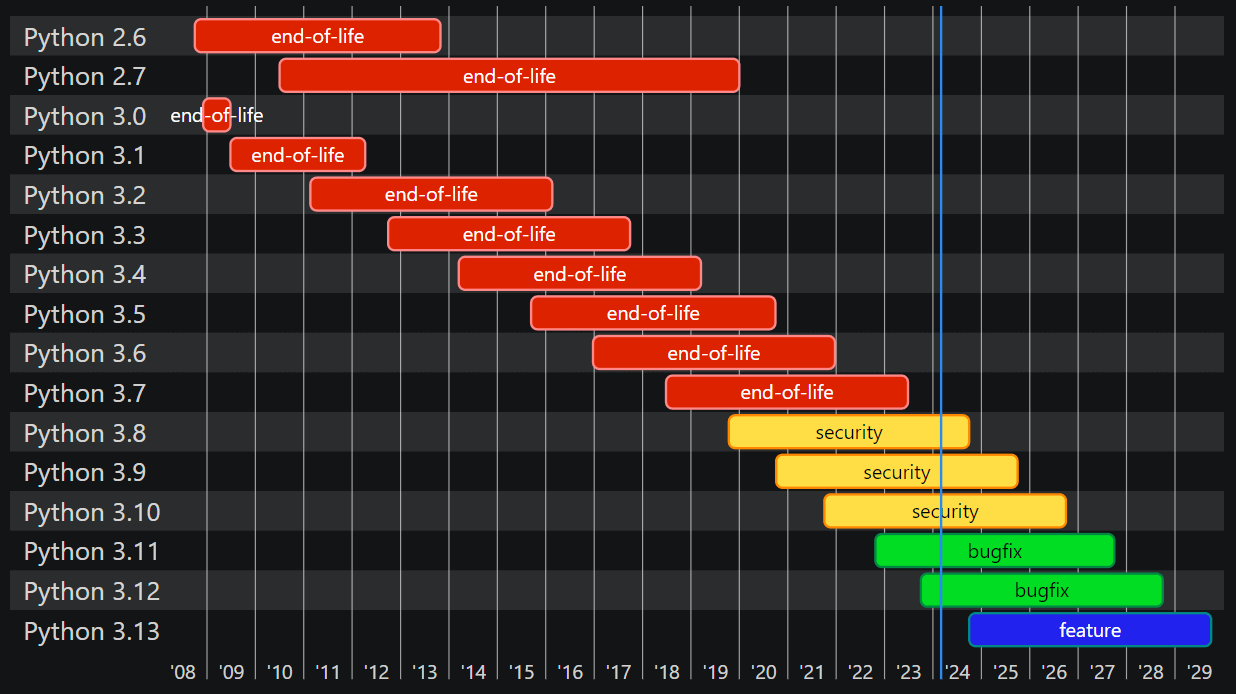 Python 2.6 end-of-life
Python 2.7 end-of-life
Python 3.0 end-of-life
Python 3.1 end-of-life
Python 3.2 end-of-life
Python 3.3 end-of-life
Python 3.4 end-of-life
Python 3.5 end-of-life
Python 3.6 end-of-life
Python 3.7 end-of-life
Python 3.8 security
Python 3.9 security
Python 3.10 security
Python 3.11 bugfix
Python 3.12 bugfix
Python 3.13 feature
'08 '09 '10 '11 '12 '13 '14 '15 '16 '17 '18 '19 '20 '21 '22 '23 '24 '25 '26 '27 '28 '29